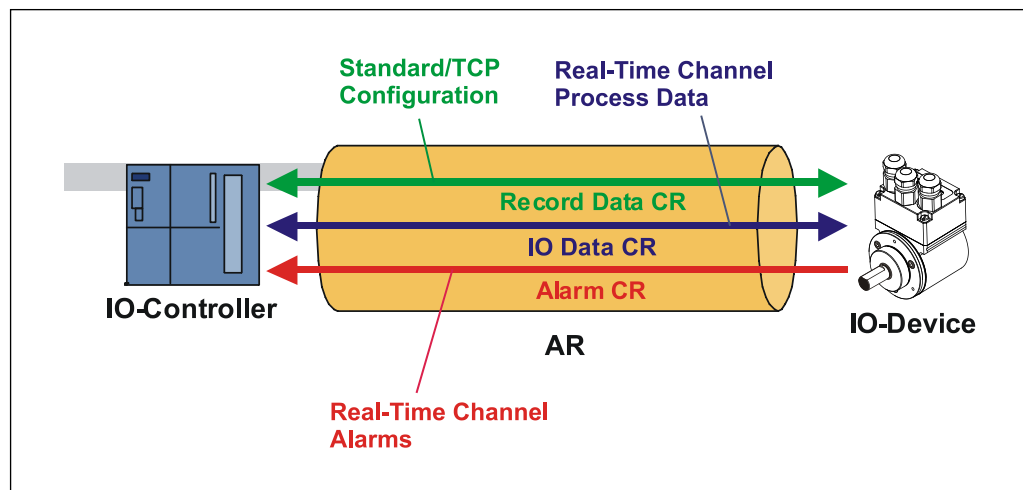 Standard/TCP
Configuration
Real-Time Channel
Process Data
Record Data CR
IO Data CR
Alarm CR
IO-Controller
IO-Device
AR
Real-Time Channel
Alarms